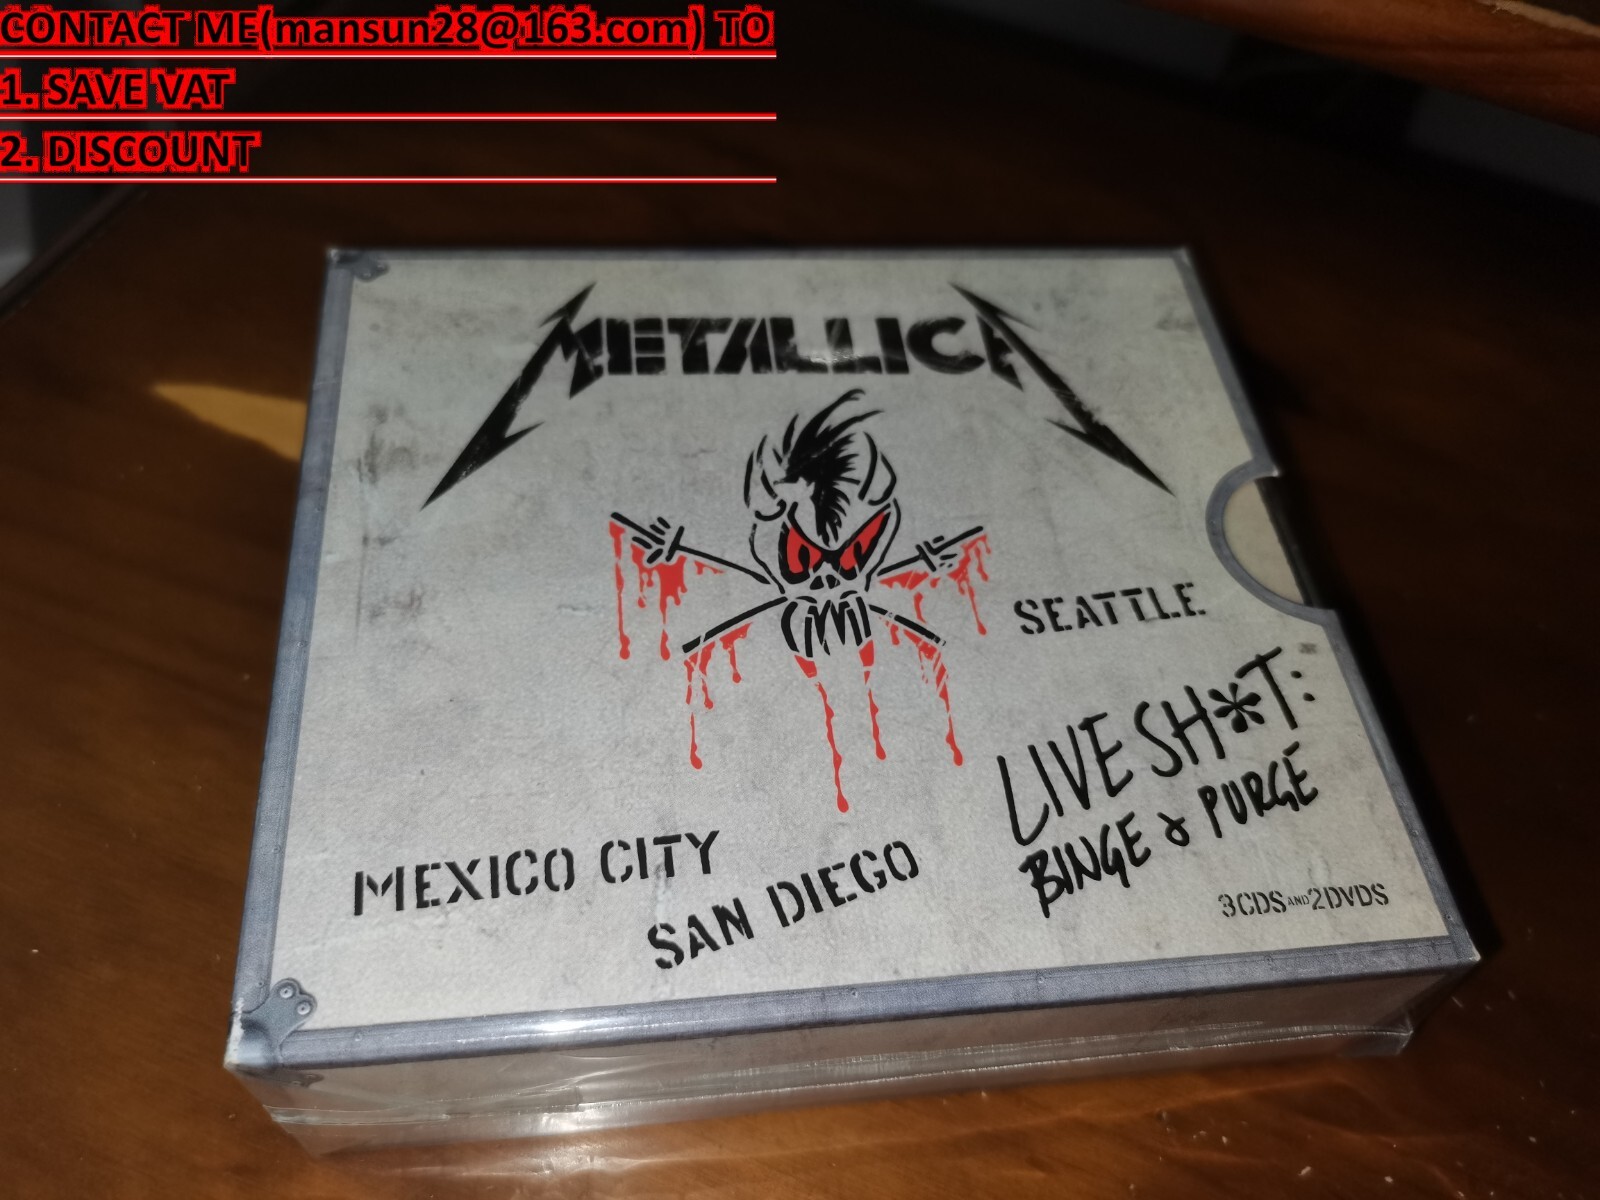 CONTACT ME(mansun28@163.com) TO
1. SAVE VAT
2. DISCOUNT
METALLICA
SEATTLE
LIVE SH*T:
BINGE & PURGE
MEXICO CITY
SAN DIEGO
3CDS AND 2DVDS